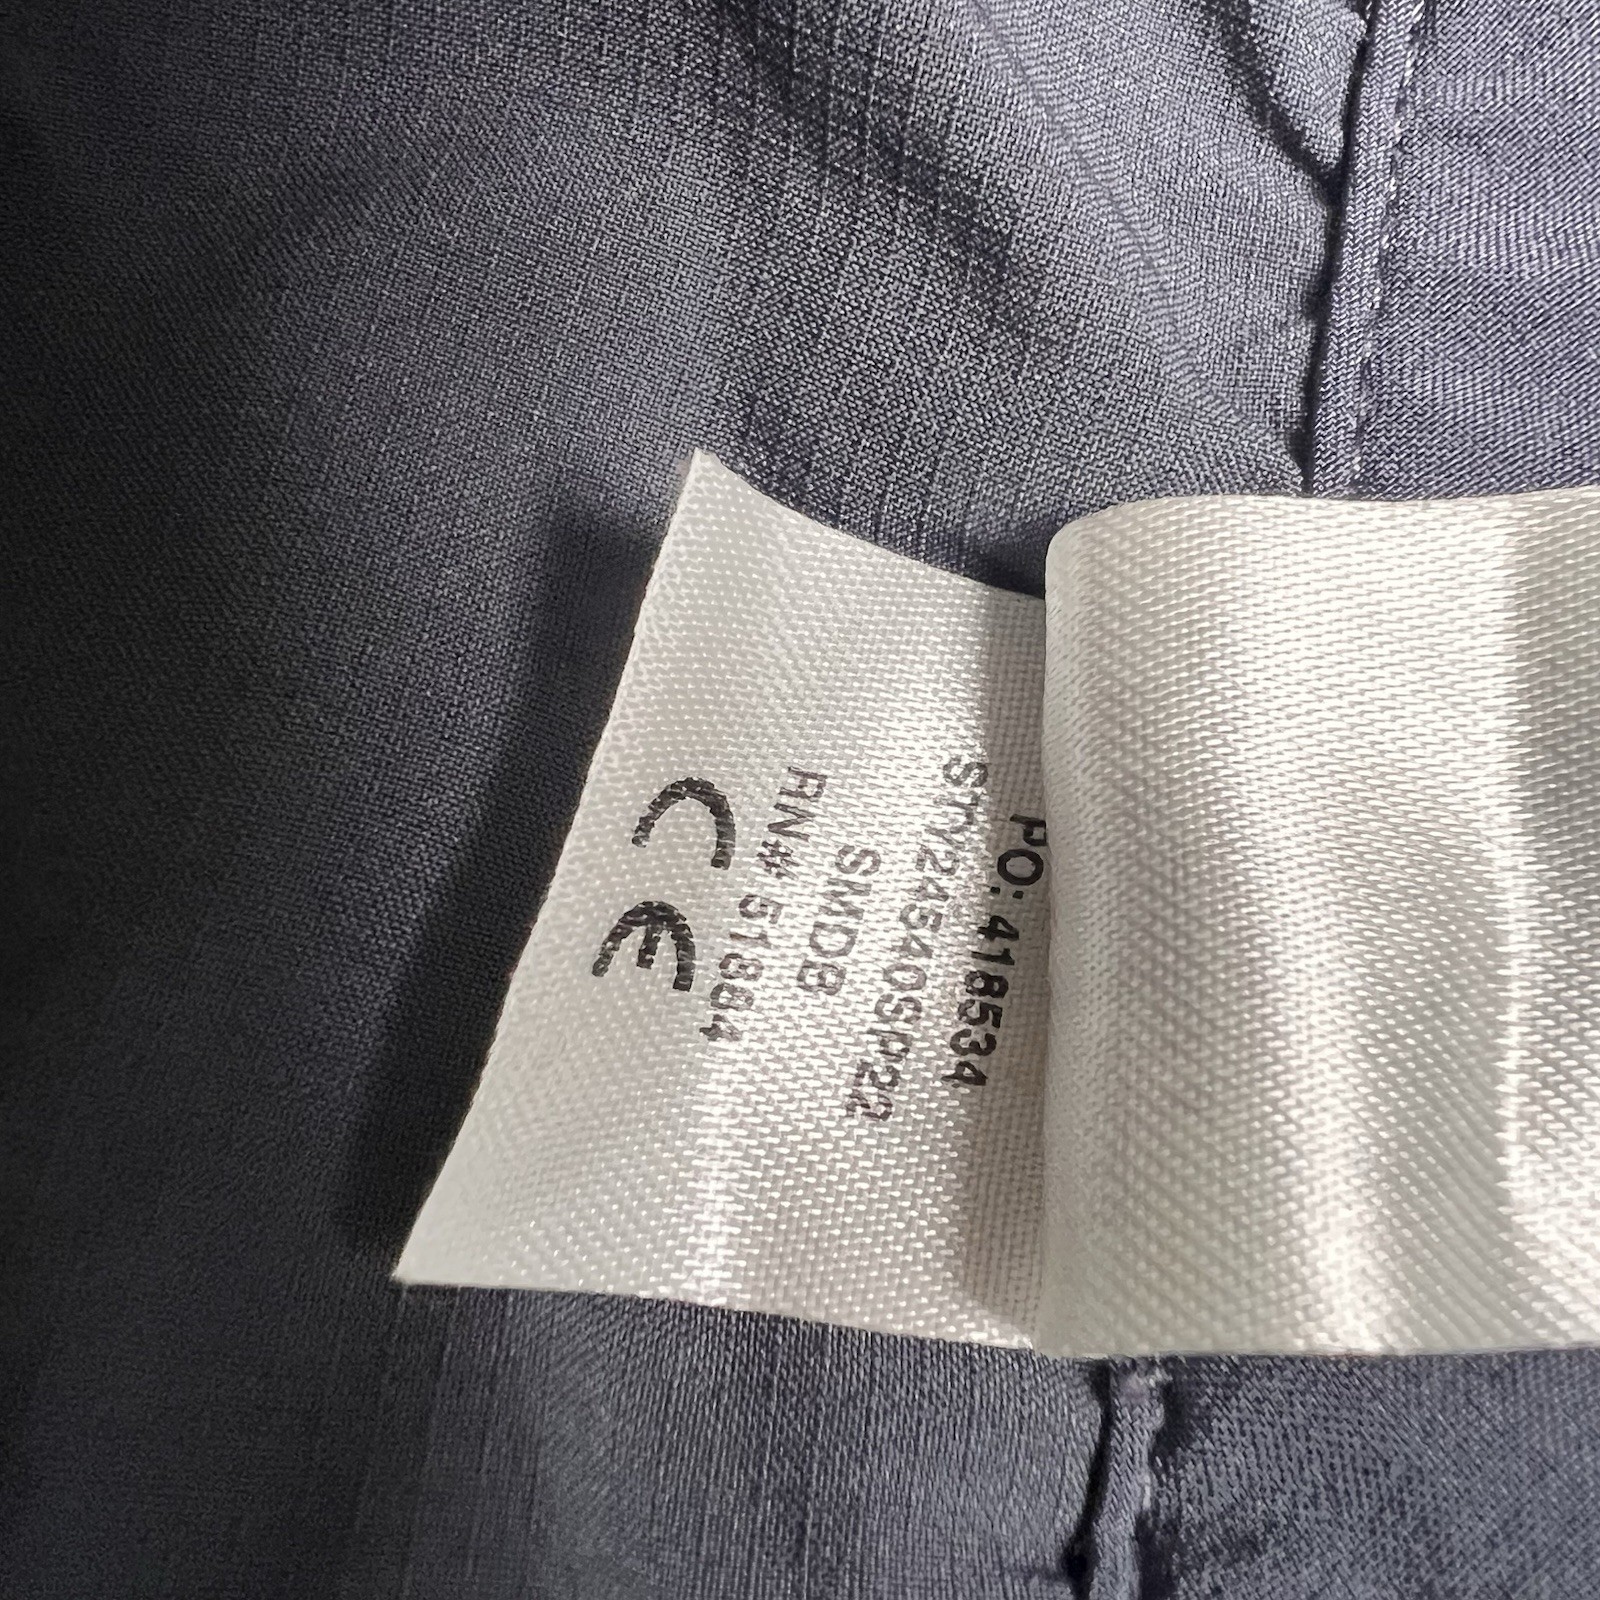 PO: 418534
STY24540SP22
SMDB
RN# 51884
CE